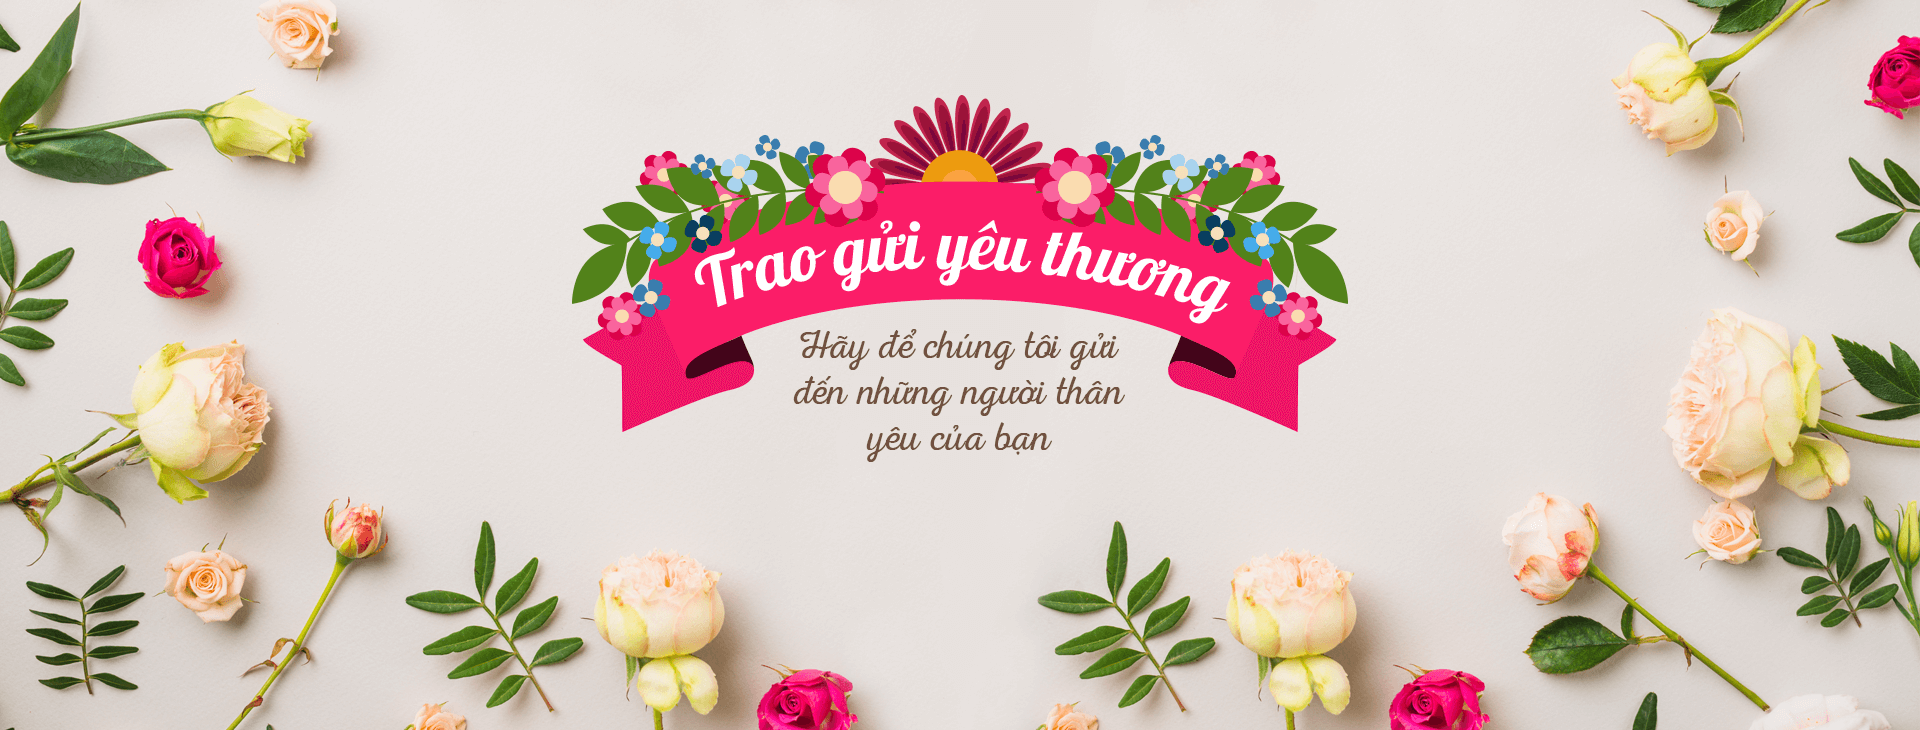 Trao gửi yêu thương
Hãy để chúng tôi gửi
đến những người thân
yêu của bạn